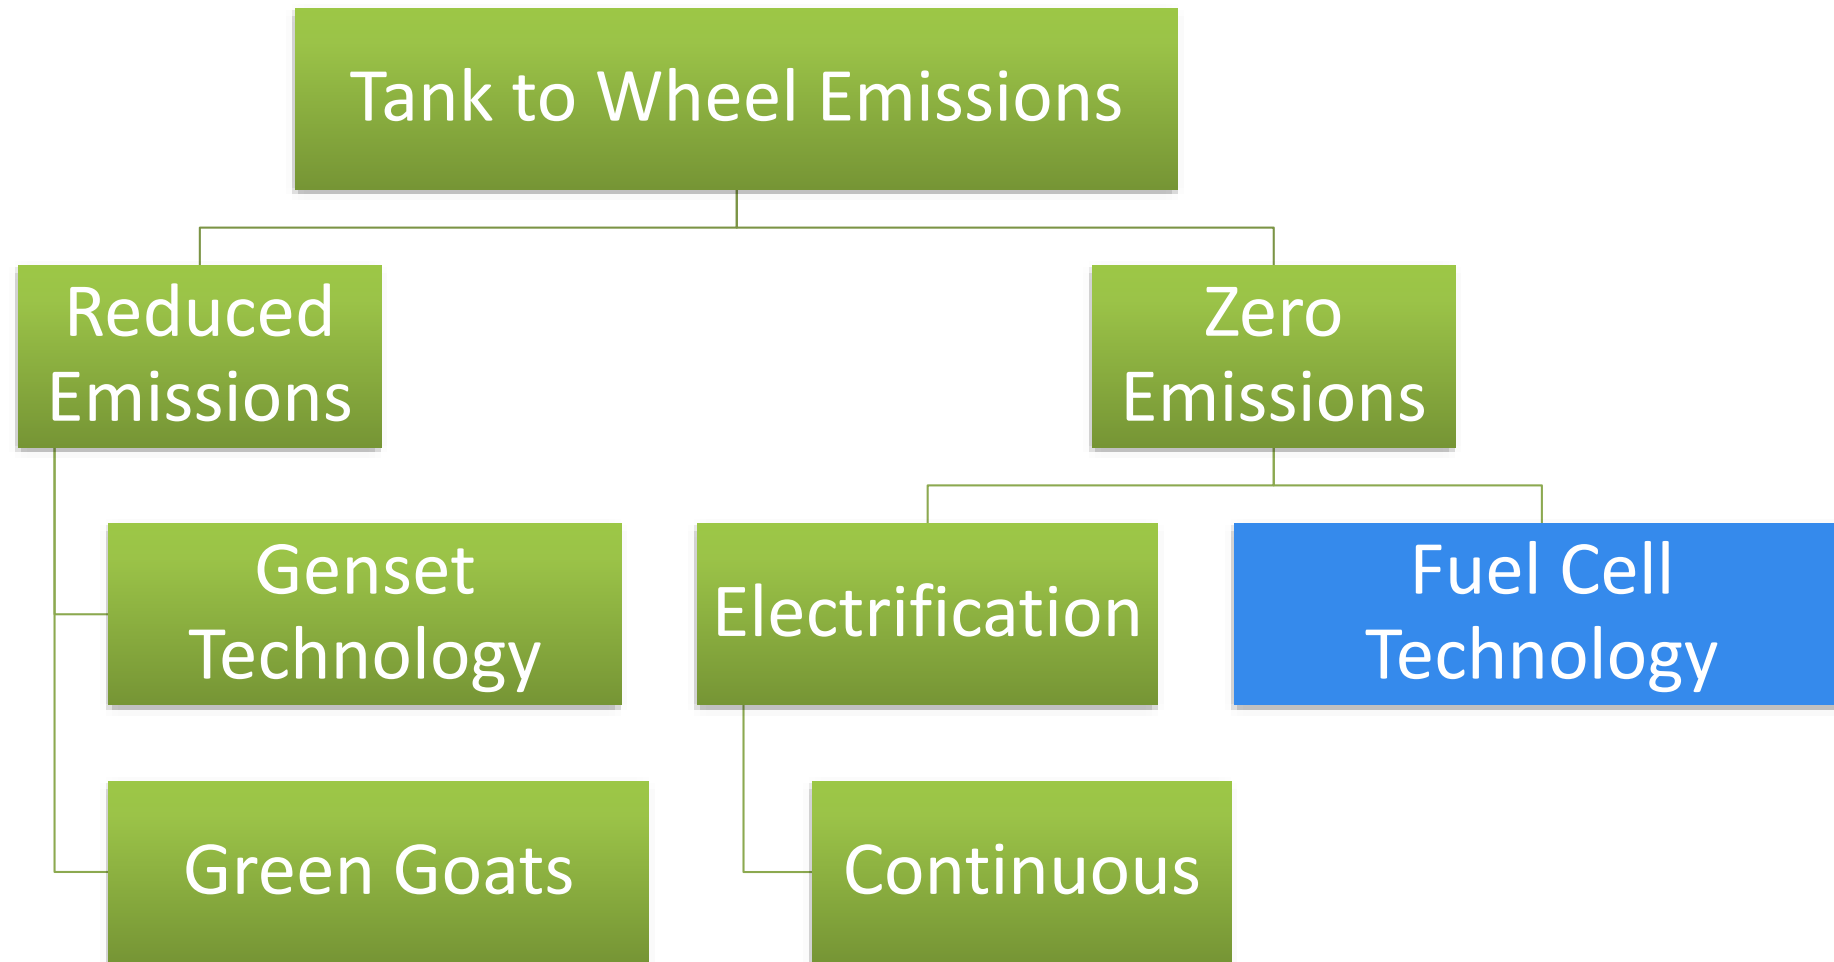 Tank to Wheel Emissions
Reduced
Emissions
Zero
Emissions
Genset
Technology
Electrification
Fuel Cell
Technology
Green Goats
Continuous